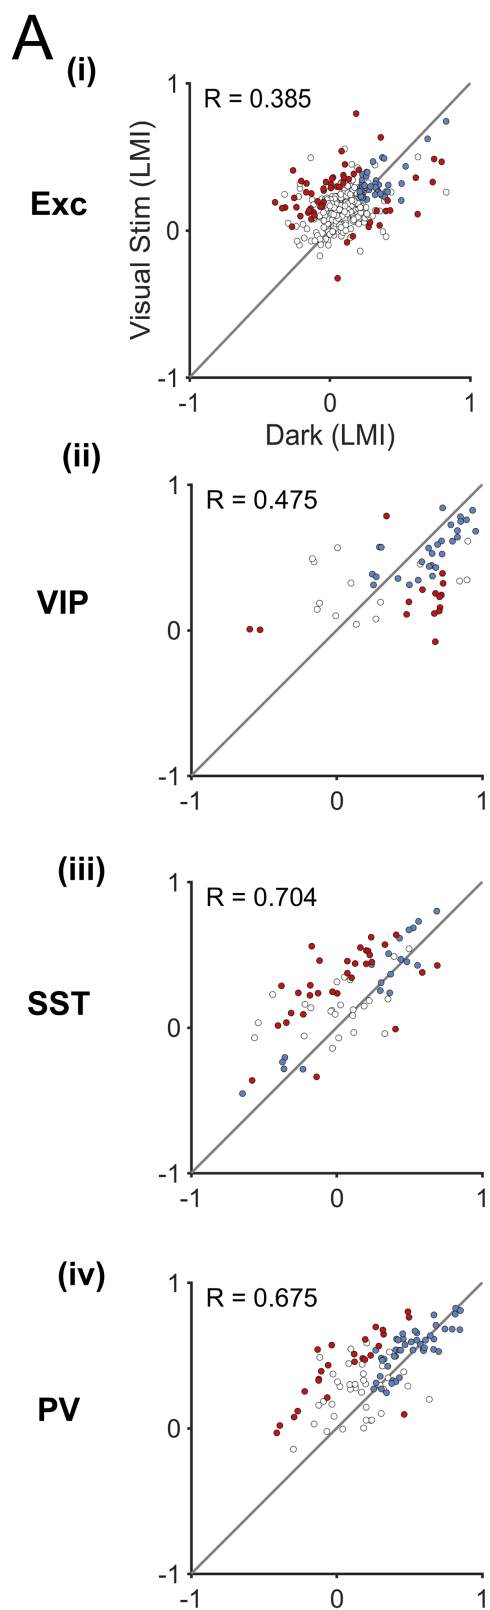 A
(i)
1
R = 0.385
Exc
Visual Stim (LMI)
0
-1
-1
0
1
Dark (LMI)
(ii)
1
R = 0.475
VIP
0
-1
-1
0
1
(iii)
1
R = 0.704
SST
0
-1
-1
0
1
(iv)
1
R = 0.675
PV
0
-1
-1
0
1